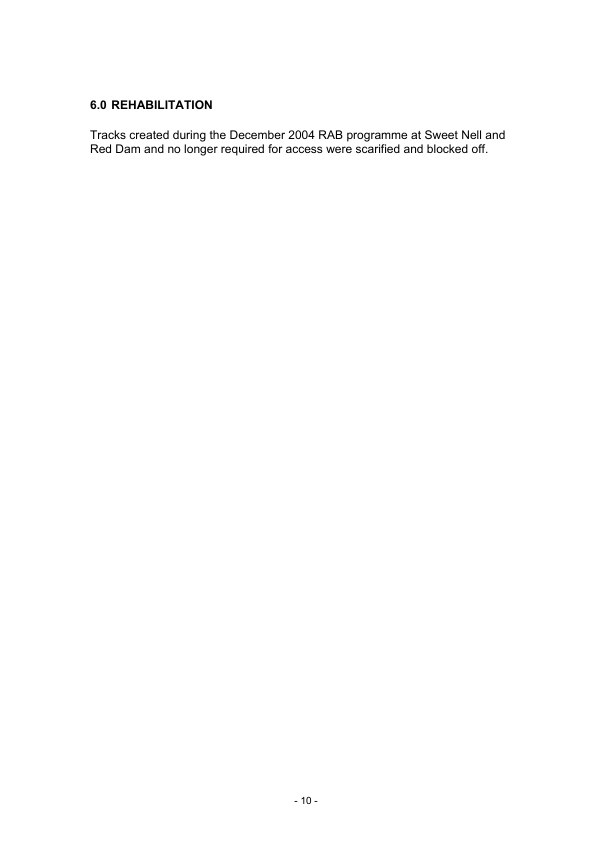 6.0 REHABILITATION
Tracks created during the December 2004 RAB programme at Sweet Nell and
Red Dam and no longer required for access were scarified and blocked off.
- 10 -